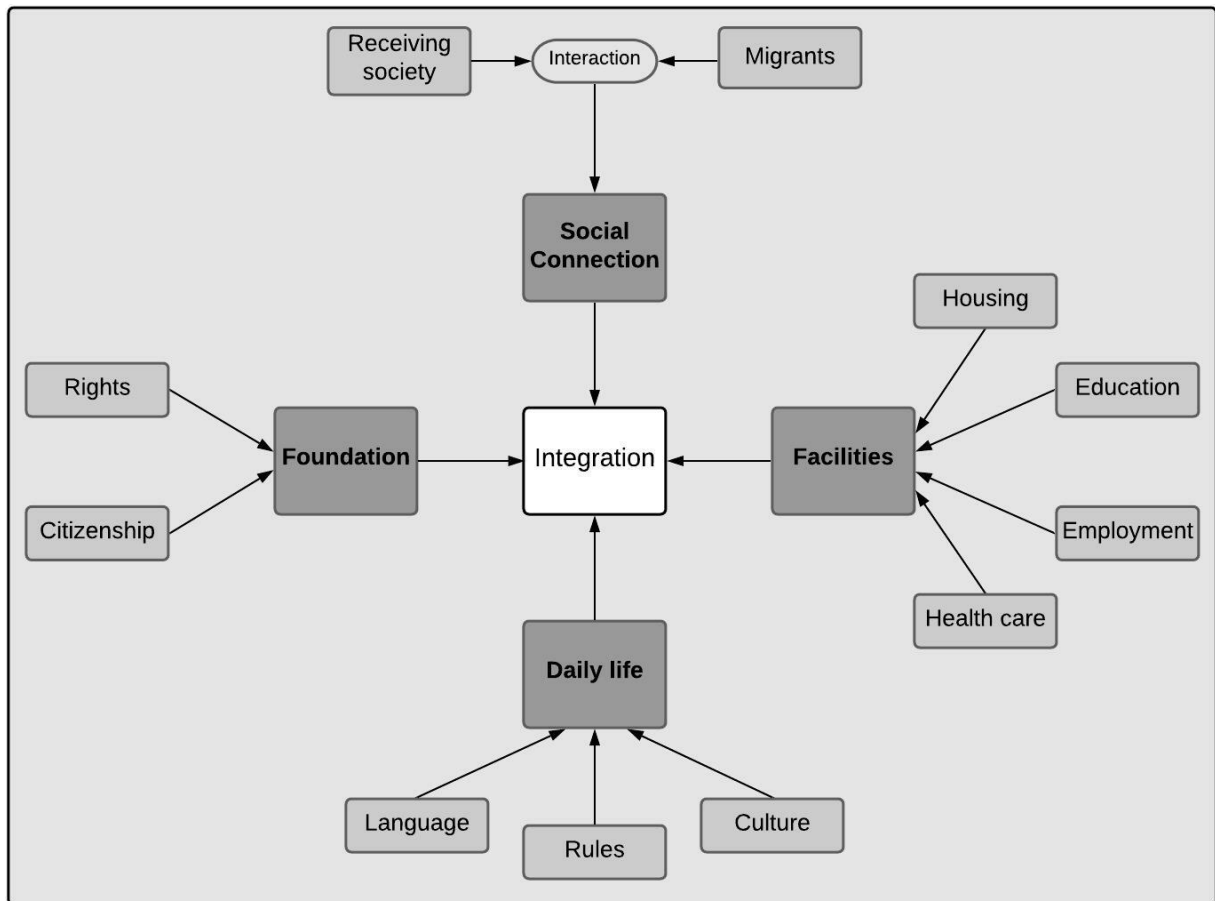 Receiving
society
Interaction
Migrants
Social
Connection
Housing
Rights
Education
Foundation
Integration
Facilities
Citizenship
Employment
Health care
Daily life
Language
Rules
Culture